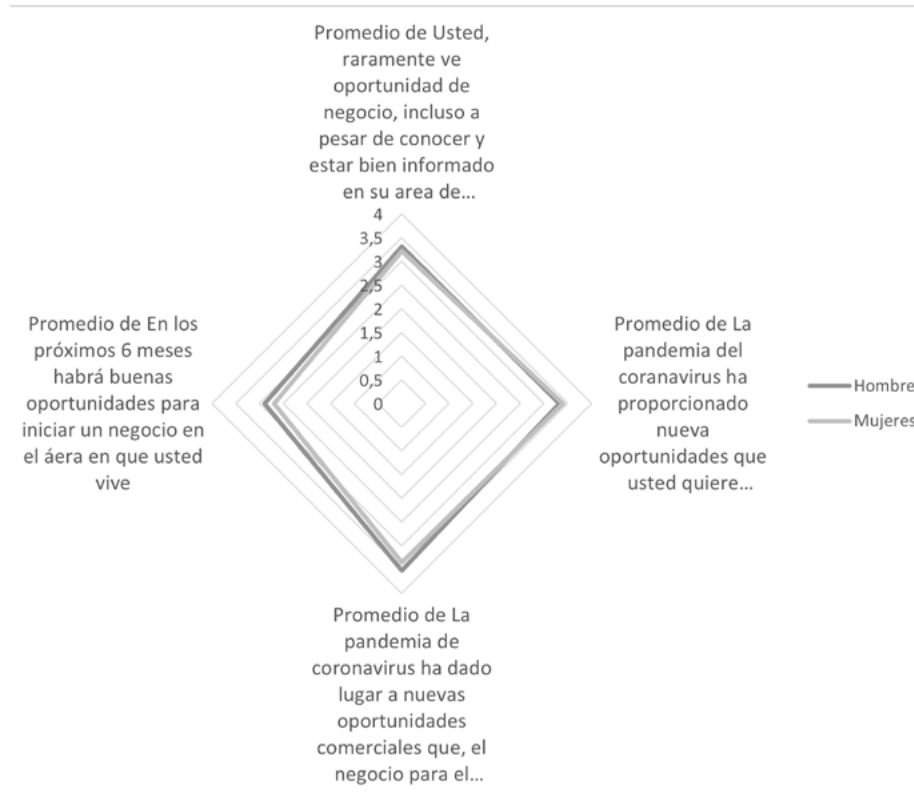 Promedio de Usted,
raramente ve
oportunidad de
negocio, incluso a
pesar de conocer y
estar bien informado
en su area de...
4
3,5
3
2,5
2
1,5
1
0,5
0
Promedio de En los
próximos 6 meses
habrá buenas
oportunidades para
iniciar un negocio en
el áera en que usted
vive
Promedio de La
pandemia del
coranavirus ha
proporcionado
nueva
oportunidades que
usted quiere...
Hombre
Mujeres
Promedio de La
pandemia de
coronavirus ha dado
lugar a nuevas
oportunidades
comerciales que, el
negocio para el...